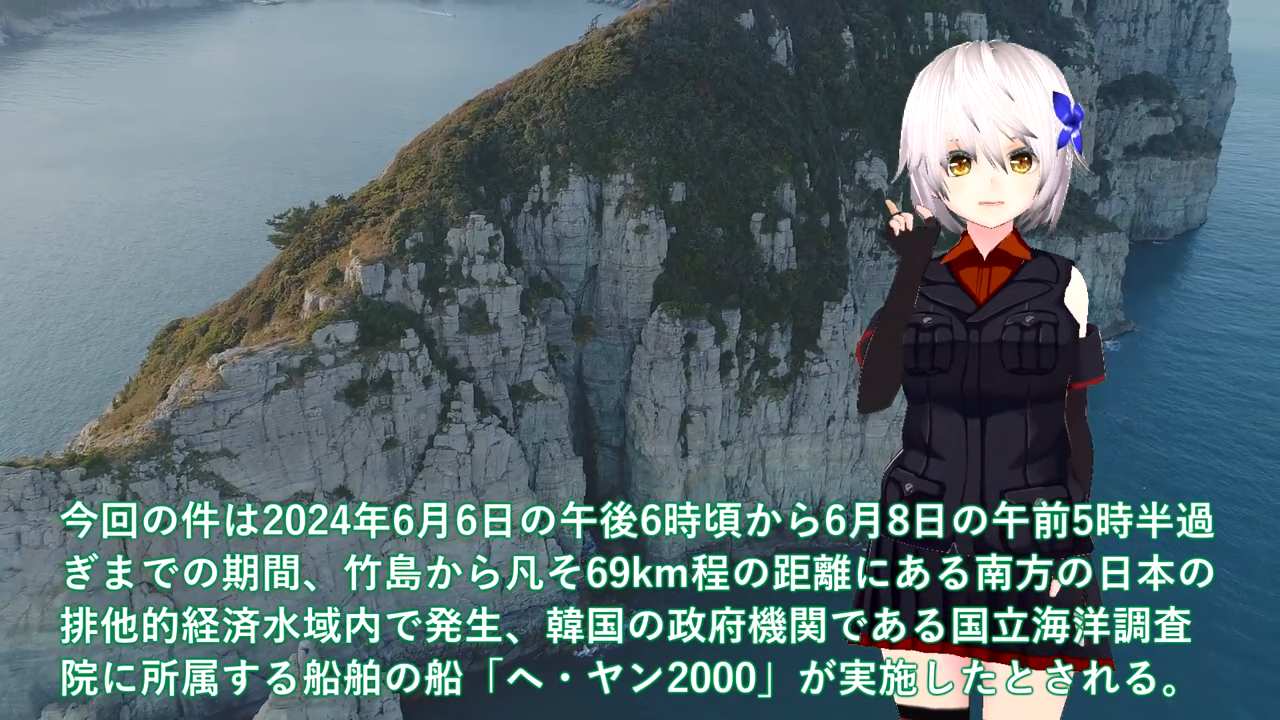 今回の件は2024年6月6日の午後6時頃から6月8日の午前5時半過
ぎまでの期間、竹島から凡そ69km程の距離にある南方の日本の
排他的経済水域内で発生、韓国の政府機関である国立海洋調査
院に所属する船舶の船「ヘ・ヤン2000」が実施したとされる。